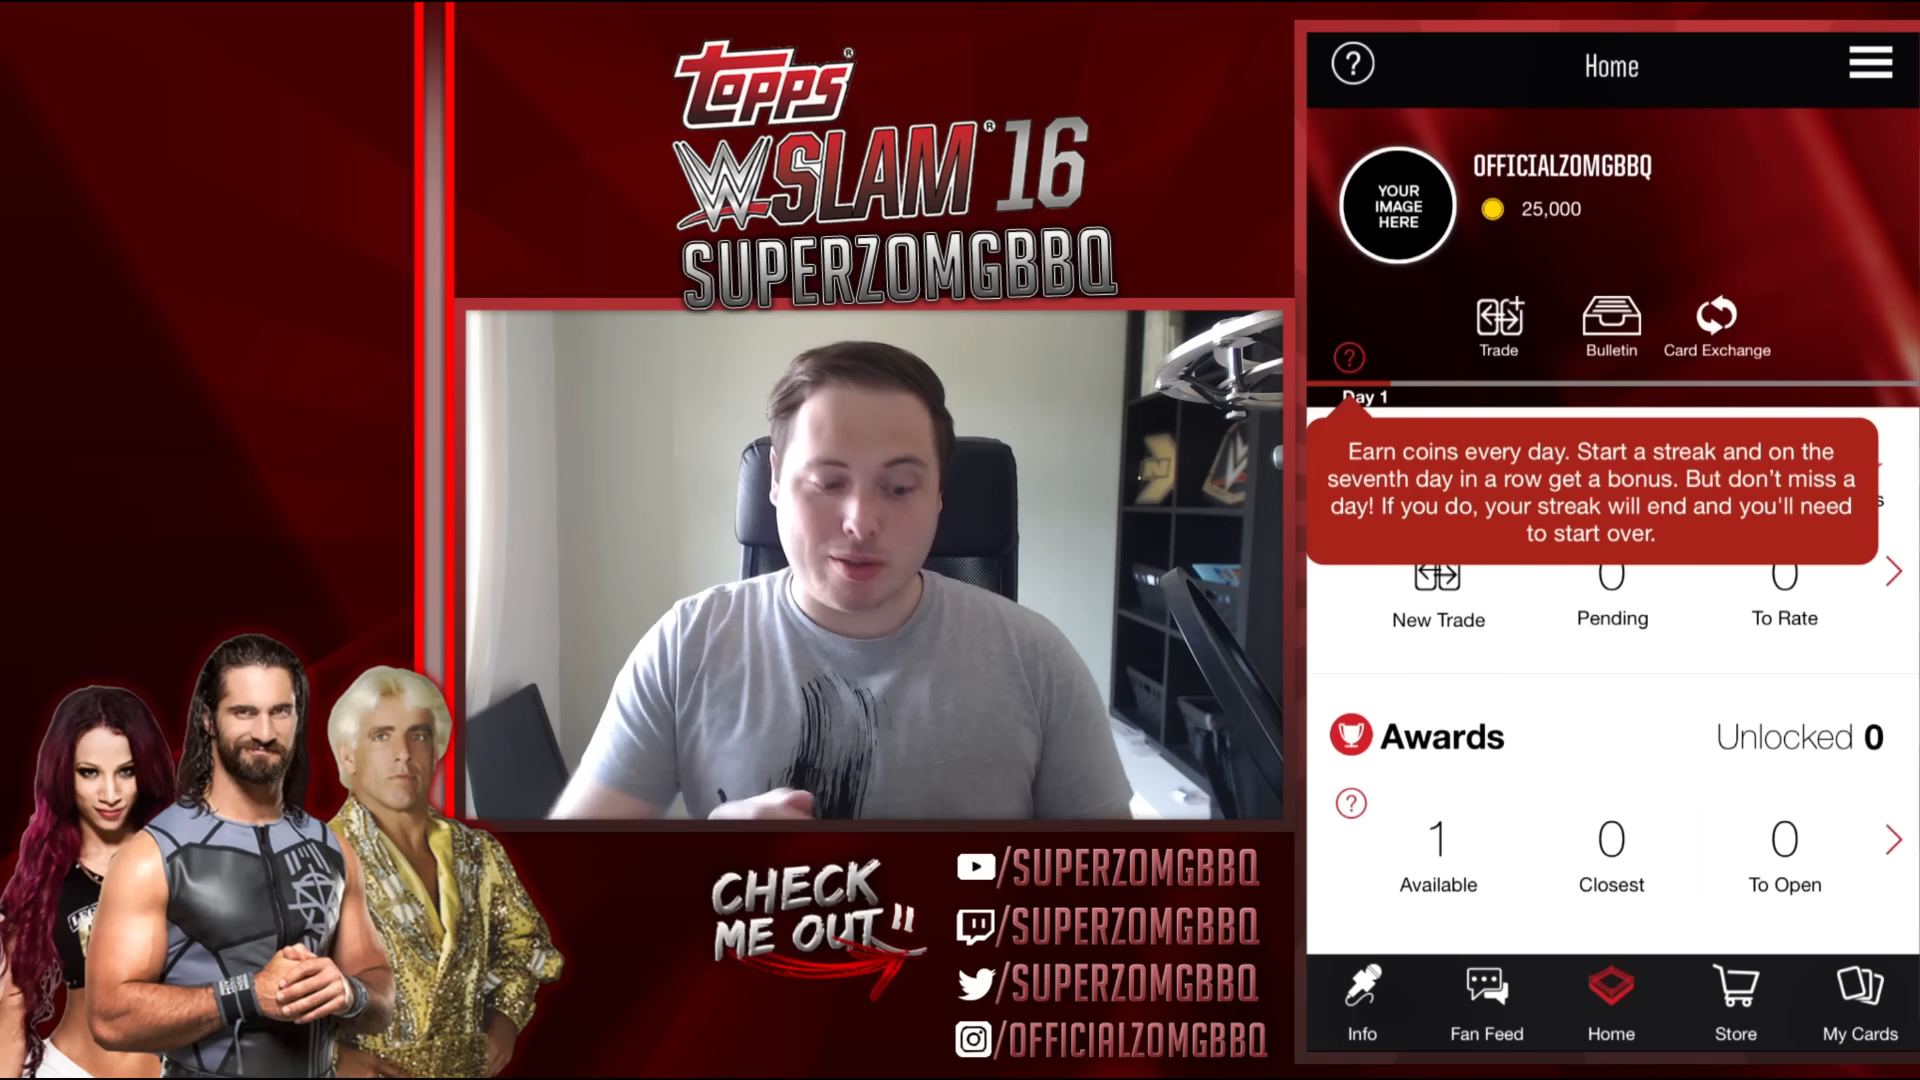 TOPPS
W SLAM '16
SUPERZOMGBBQ
CHECK
ME OUT!!
/SUPERZOMGBBQ
/SUPERZOMGBBQ
/SUPERZOMGBBQ
/OFFICIALZOMGBBQ
? Home
YOUR
IMAGE
HERE
OFFICIALZOMGBBQ
25,000
Trade Bulletin Card Exchange
?
Day 1
Earn coins every day. Start a streak and on the
seventh day in a row get a bonus. But don't miss a
day! If you do, your streak will end and you'll need
to start over.
0 0
New Trade Pending To Rate
Awards Unlocked 0
?
1 0 0
Available Closest To Open
Info Fan Feed Home Store My Cards